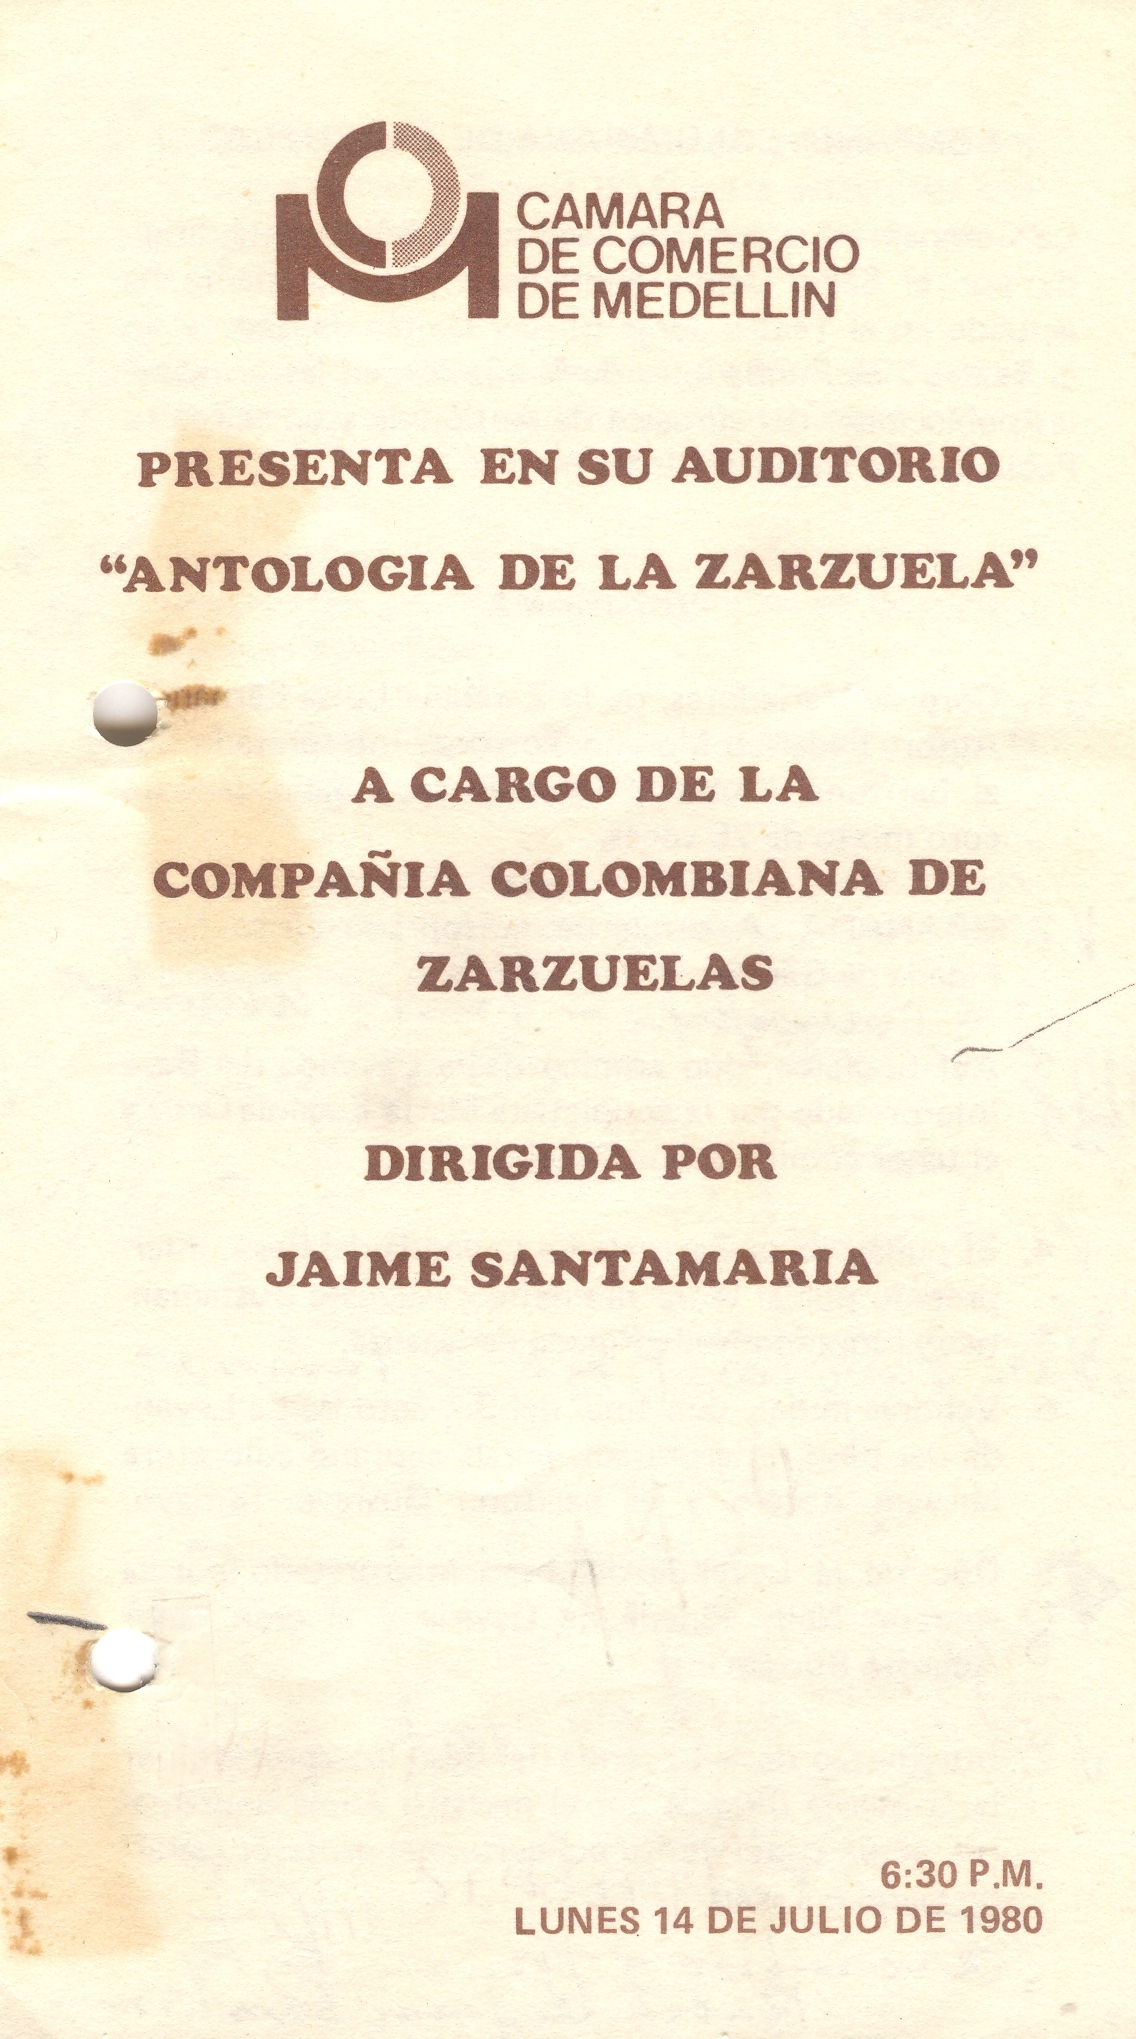 CAMARA
DE COMERCIO
DE MEDELLIN
PRESENTA EN SU AUDITORIO
“ANTOLOGIA DE LA ZARZUELA”
A CARGO DE LA
COMPAÑIA COLOMBIANA DE
ZARZUELAS
DIRIGIDA POR
JAIME SANTAMARIA
6:30 P.M.
LUNES 14 DE JULIO DE 1980